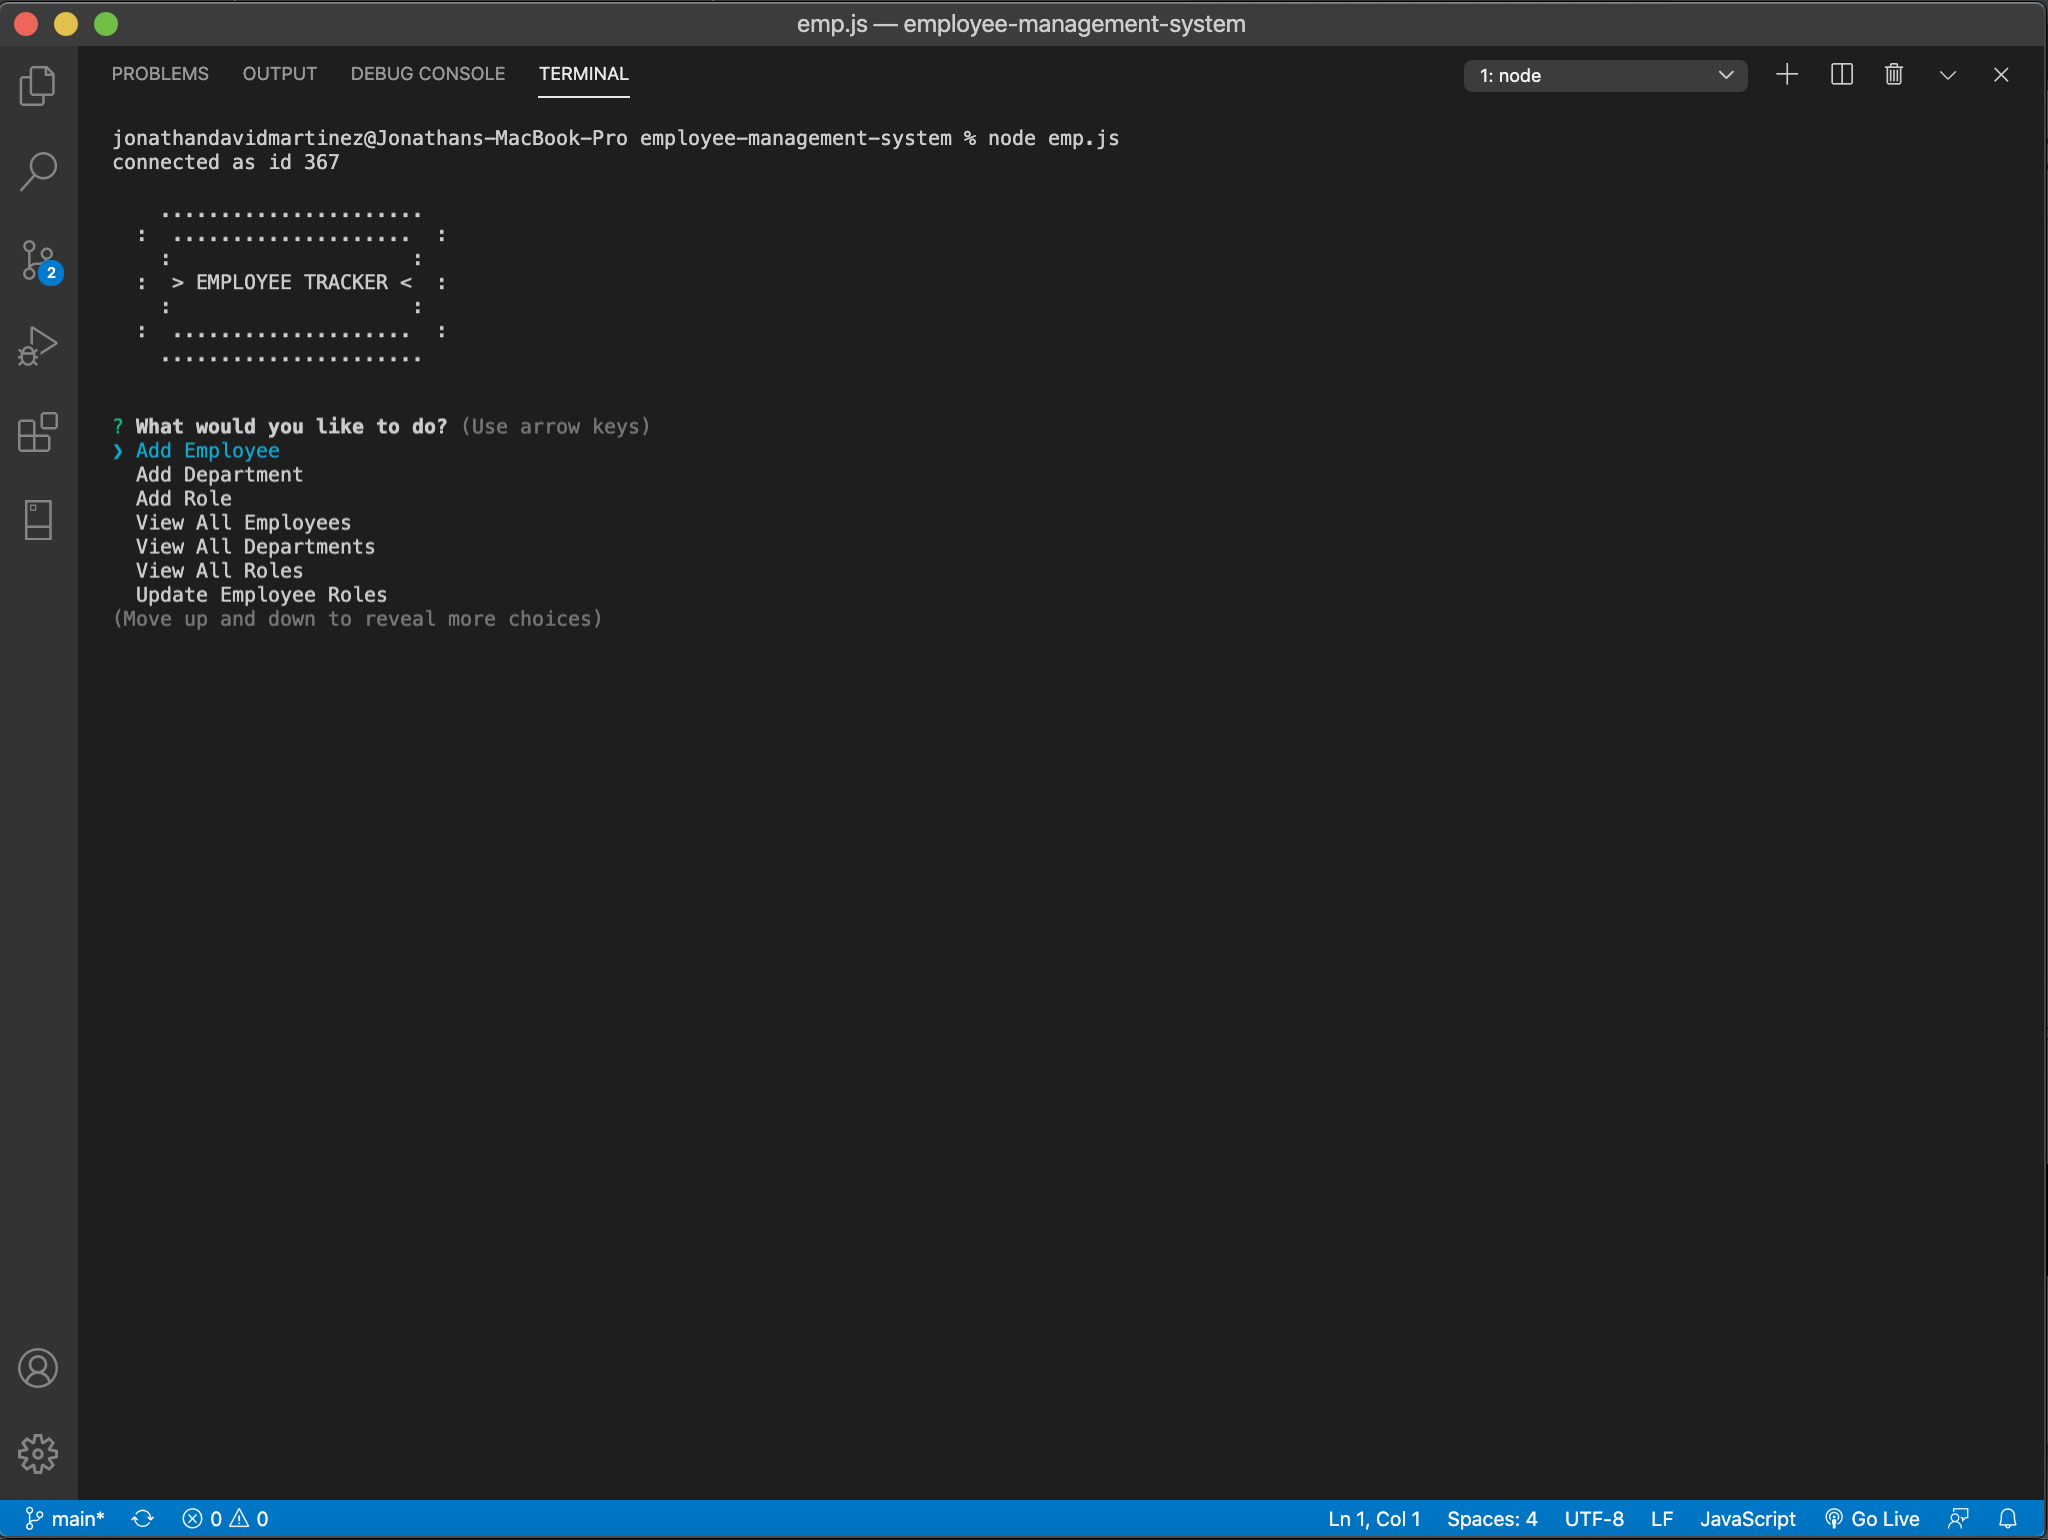 emp.js — employee-management-system
PROBLEMS OUTPUT DEBUG CONSOLE TERMINAL 1: node
jonathandavidmartinez@Jonathans-MacBook-Pro employee-management-system % node emp.js
connected as id 367
......................
: .................... :
: :
: > EMPLOYEE TRACKER < :
: :
: .................... :
......................
? What would you like to do? (Use arrow keys)
❯ Add Employee
Add Department
Add Role
View All Employees
View All Departments
View All Roles
Update Employee Roles
(Move up and down to reveal more choices)
2
main* 0 0 Ln 1, Col 1 Spaces: 4 UTF-8 LF JavaScript Go Live